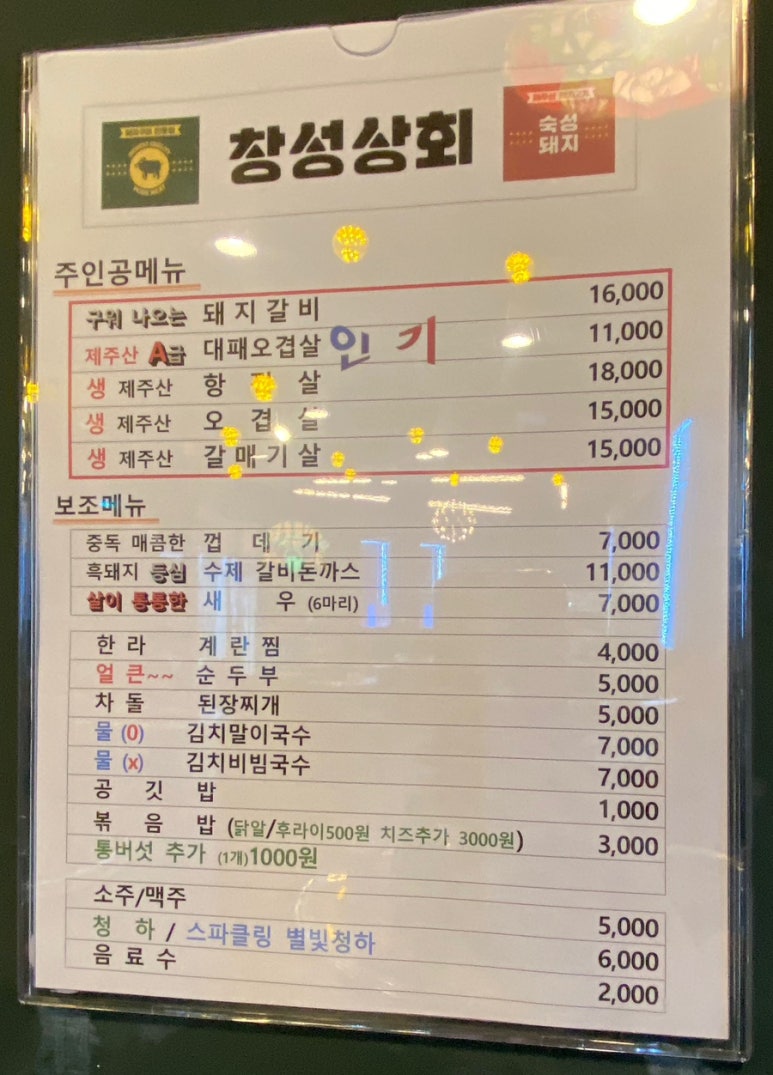 창성상회
숙성
돼지
주인공메뉴
구워 나오는 돼지갈비 16,000
제주산 A급 대패오겹살 인기 11,000
생 제주산 항정살 18,000
생 제주산 오겹살 15,000
생 제주산 갈매기살 15,000
보조메뉴
중독 매콤한 껍데기 7,000
흑돼지 등심 수제 갈비돈까스 11,000
살이 통통한 새우 (6마리) 7,000
한라 계란찜 4,000
얼큰~~ 순두부 5,000
차돌 된장찌개 5,000
물 (O) 김치말이국수 7,000
물 (x) 김치비빔국수 7,000
공깃밥 1,000
볶음밥 (닭알/후라이500원 치즈추가 3000원) 3,000
통버섯 추가 (1개)1000원
소주/맥주 5,000
청하 / 스파클링 별빛청하 6,000
음료수 2,000